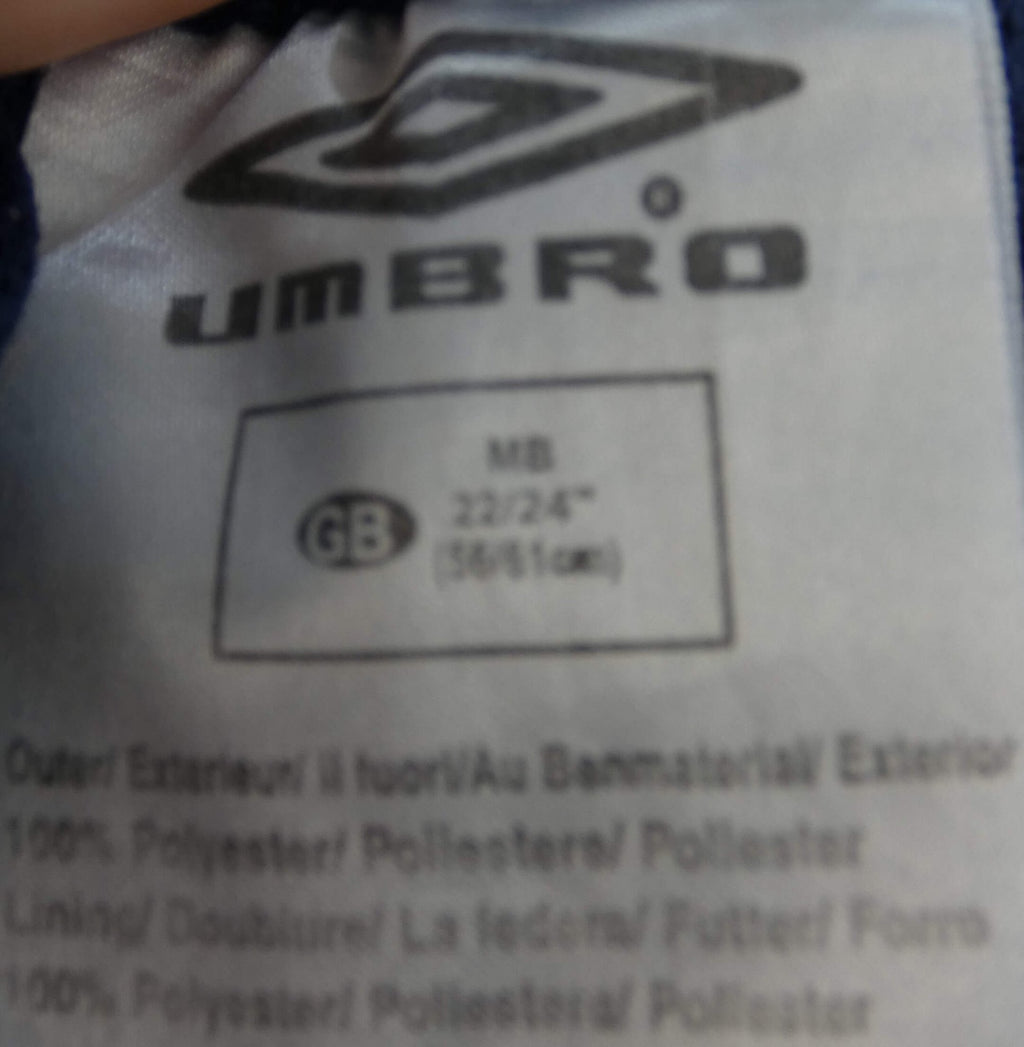 UMBRO
MB
GB 22/24"
(56/61cm)
Outer/ Exterieur/ il fuori/Au Benmaterial/ Exterior
100% Polyester/ Poliestere/ Poliester
Lining/ Doublure/ La fodera/ Futter/ Forro
100% Polyester/ Poliestere/ Poliester